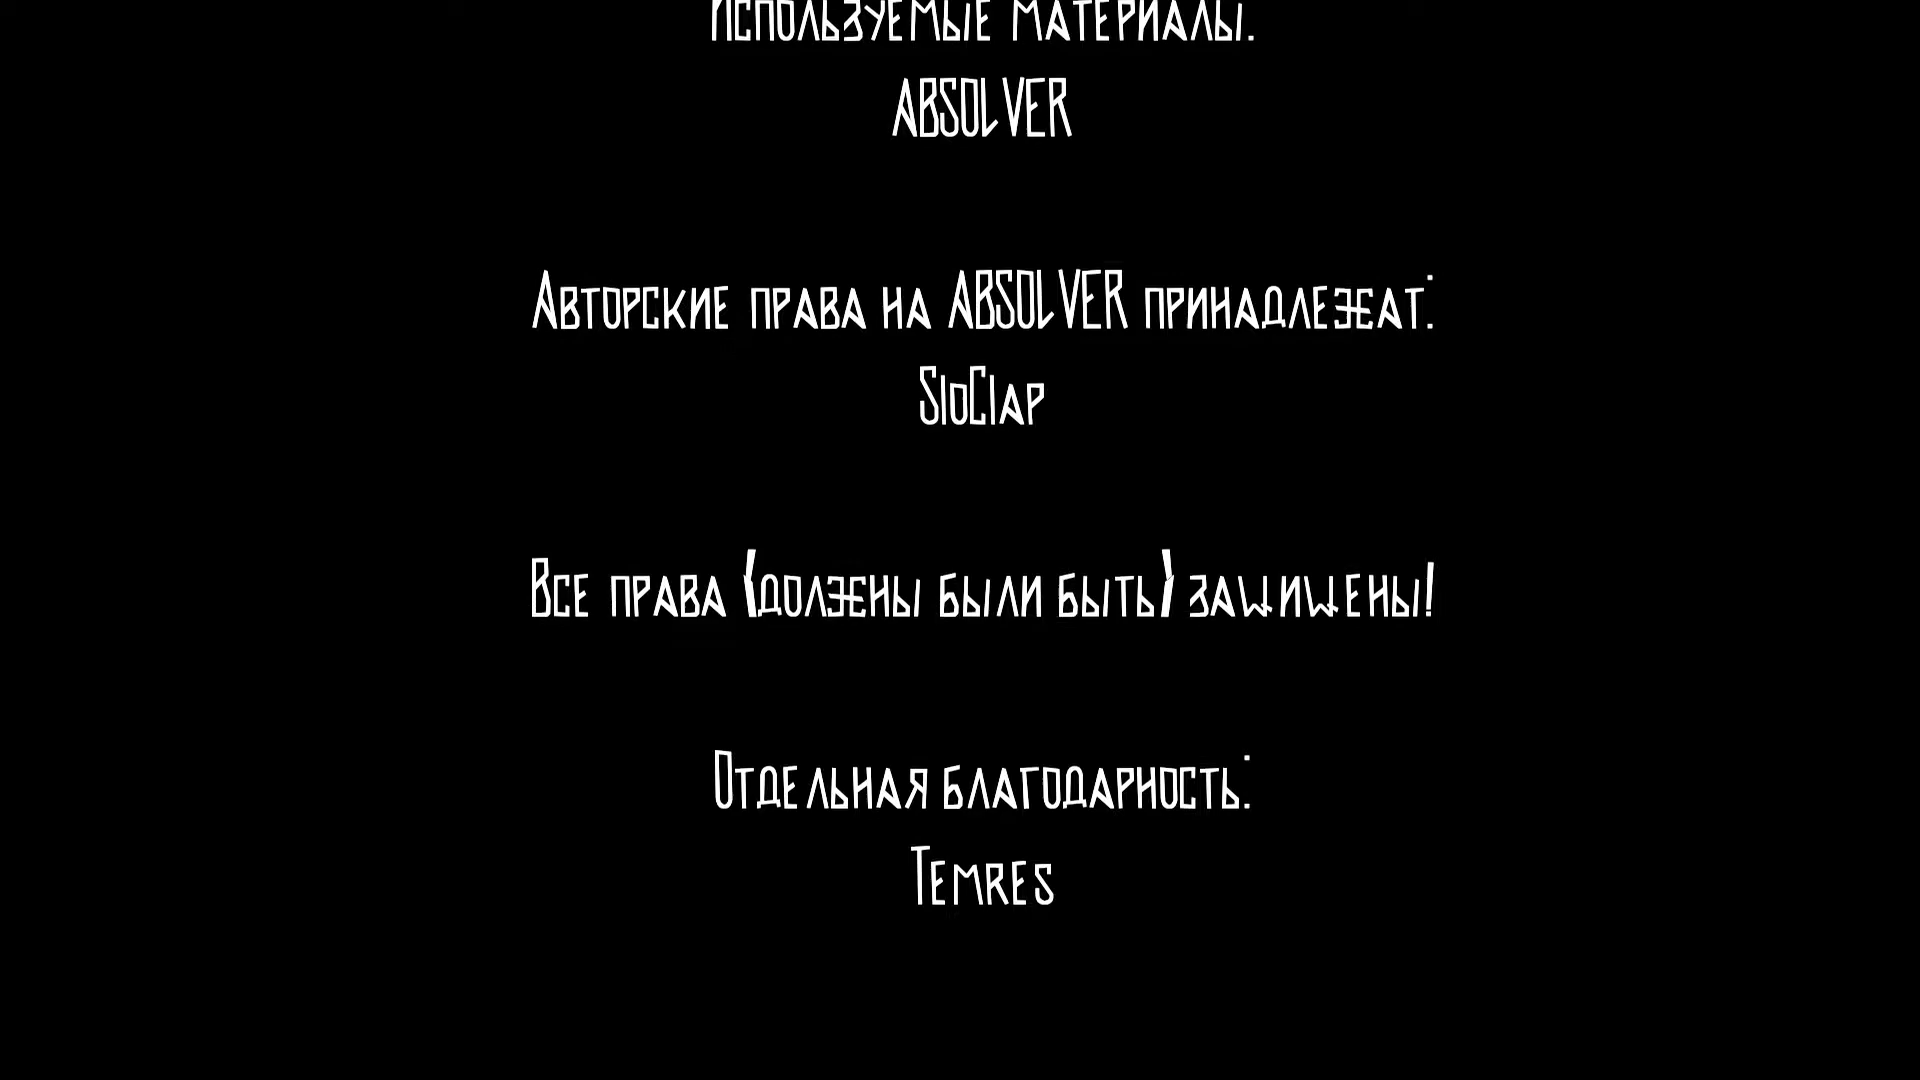 Используемые материалы:
ABSOLVER
Авторские права на ABSOLVER принадлежат:
SloClap
Все права (должны были быть) защищены!
Отдельная благодарность:
Temres